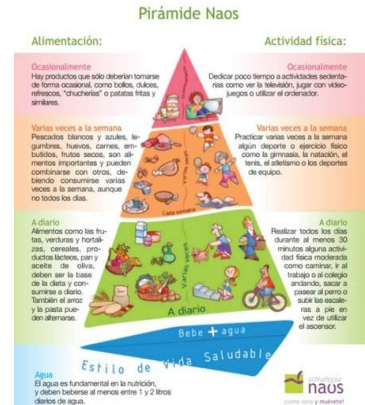 Pirámide Naos
Alimentación:
Ocasionalmente
Hay productos que sólo deberían tomarse
de forma ocasional, como bollos, dulces,
refrescos, "chucherías" o patatas fritas y
similares.
Varias veces a la semana
Pescados blancos y azules, le-
gumbres, huevos, carnes, em-
butidos, frutos secos, son ali-
mentos importantes y pueden
combinarse con otros, de-
biendo consumirse varias
veces a la semana, aunque
no todos los días.
A diario
Alimentos como las fru-
tas, verduras y hortali-
zas, cereales, pro-
ductos lácteos, pan y
aceite de oliva,
deben ser la base
de la dieta y con-
sumirse a diario.
También el arroz
y la pasta pue-
den alternarse.
Agua
El agua es fundamental en la nutrición,
y deben beberse al menos entre 1 y 2 litros
diarios de agua.
Actividad física:
Ocasionalmente
Dedicar poco tiempo a actividades sedenta-
rias como ver la televisión, jugar con video-
juegos o utilizar el ordenador.
Varias veces a la semana
Practicar varias veces a la semana
algún deporte o ejercicio físico
como la gimnasia, la natación, el
tenis, el atletismo o los deportes
de equipo.
A diario
Realizar todos los días
durante al menos 30
minutos alguna activi-
dad física moderada
como caminar, ir al
trabajo o al colegio
andando, sacar a
pasear al perro o
subir las escale-
ras a pie en
vez de utilizar
el ascensor.
Cada semana
Varias veces
A diario
Bebe + agua
Estilo de Vida Saludable
estrategia
naos
¡come sano y muévete!